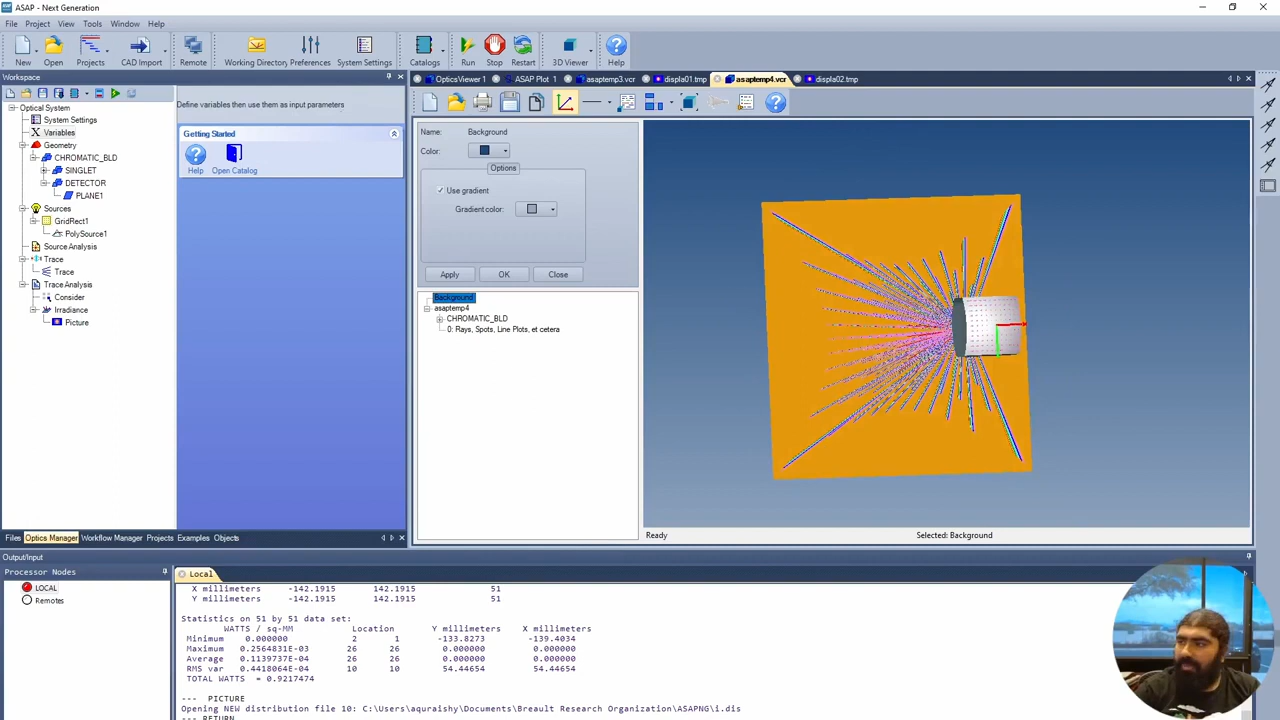 ASAP - Next Generation
File Project View Tools Window Help
New Open Projects CAD Import Remote Working Directory Preferences System Settings Catalogs Run Stop Restart 3D Viewer Help
Workspace
OpticsViewer 1 ASAP Plot 1 asaptemp3.vcr displa01.tmp asaptemp4.vcr displa02.tmp
Optical System
System Settings
Variables
Geometry
CHROMATIC_BLD
SINGLET
DETECTOR
PLANE1
Sources
GridRect1
PolySource1
Source Analysis
Trace
Trace
Trace Analysis
Consider
Irradiance
Picture
Define variables then use them as input parameters
Getting Started
Help Open Catalog
Name: Background
Color:
Options
Use gradient
Gradient color:
Apply OK Close
Background
asaptemp4
CHROMATIC_BLD
0: Rays, Spots, Line Plots, et cetera
Ready Selected: Background
Files Optics Manager Workflow Manager Projects Examples Objects
Output/Input
Processor Nodes
LOCAL
Remotes
Local
X millimeters -142.1915 142.1915 51
Y millimeters -142.1915 142.1915 51
Statistics on 51 by 51 data set:
WATTS / sq-MM Location Y millimeters X millimeters
Minimum 0.000000 2 1 -133.8273 -139.4034
Maximum 0.2564831E-03 26 26 0.000000 0.000000
Average 0.1139737E-04 26 26 0.000000 0.000000
RMS var 0.4418064E-04 10 10 54.44654 54.44654
TOTAL WATTS = 0.9217474
--- PICTURE
Opening NEW distribution file 10: C:\Users\aquraishy\Documents\Breault Research Organization\ASAPNG\i.dis
--- RETURN